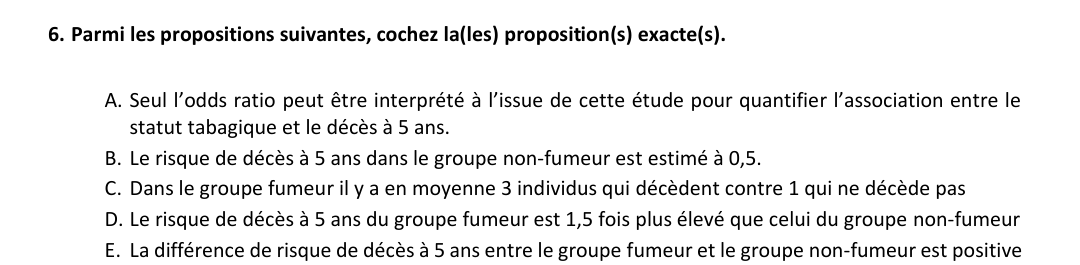 6. Parmi les propositions suivantes, cochez la(les) proposition(s) exacte(s).
A. Seul l’odds ratio peut être interprété à l’issue de cette étude pour quantifier l’association entre le
statut tabagique et le décès à 5 ans.
B. Le risque de décès à 5 ans dans le groupe non-fumeur est estimé à 0,5.
C. Dans le groupe fumeur il y a en moyenne 3 individus qui décèdent contre 1 qui ne décède pas
D. Le risque de décès à 5 ans du groupe fumeur est 1,5 fois plus élevé que celui du groupe non-fumeur
E. La différence de risque de décès à 5 ans entre le groupe fumeur et le groupe non-fumeur est positive